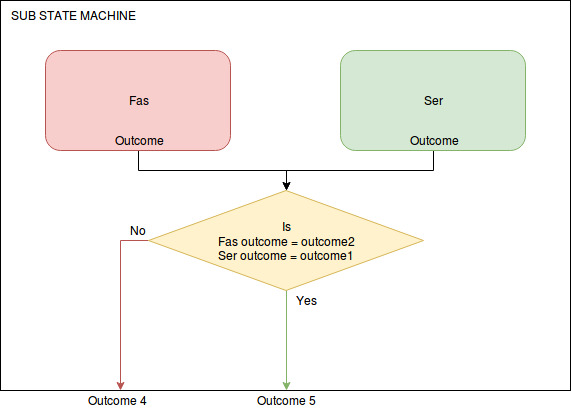 SUB STATE MACHINE
Fas
Ser
Outcome
Outcome
Is
Fas outcome = outcome2
Ser outcome = outcome1
No
Yes
Outcome 4
Outcome 5